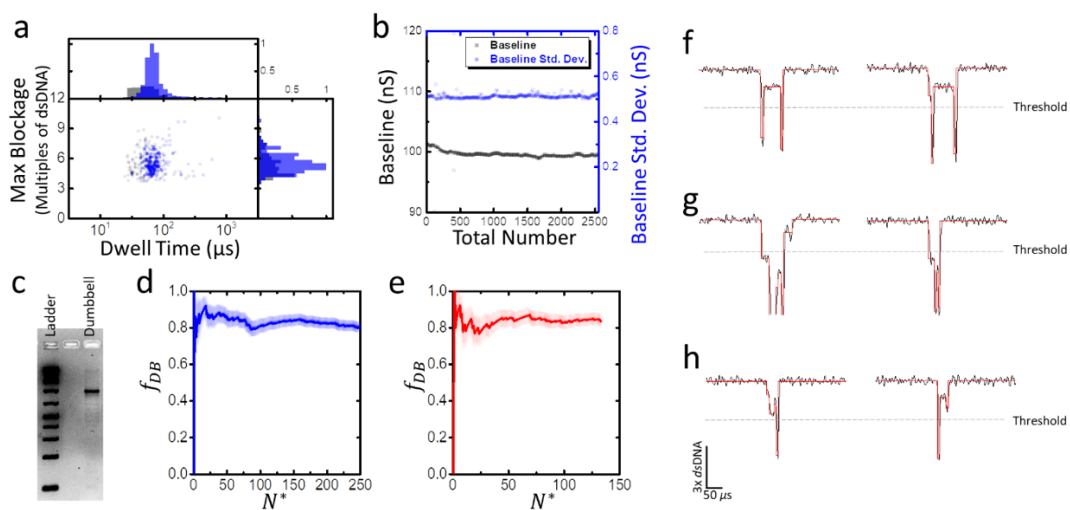 a
1
0.5
0.5
1
Max Blockage
(Multiples of dsDNA)
12
9
6
3
0
10¹
10²
10³
Dwell Time (µs)
b
Baseline (nS)
120
110
100
90
Baseline
Baseline Std. Dev.
0.8
0.6
0.4
0.2
Baseline Std. Dev. (nS)
0
500
1000
1500
2000
2500
Total Number
c
Ladder
Dumbbell
d
f_DB
1.0
0.8
0.6
0.4
0.2
0.0
0
50
100
150
200
250
N*
e
f_DB
1.0
0.8
0.6
0.4
0.2
0.0
0
50
100
150
N*
f
Threshold
g
Threshold
h
Threshold
3x dsDNA
50 µs